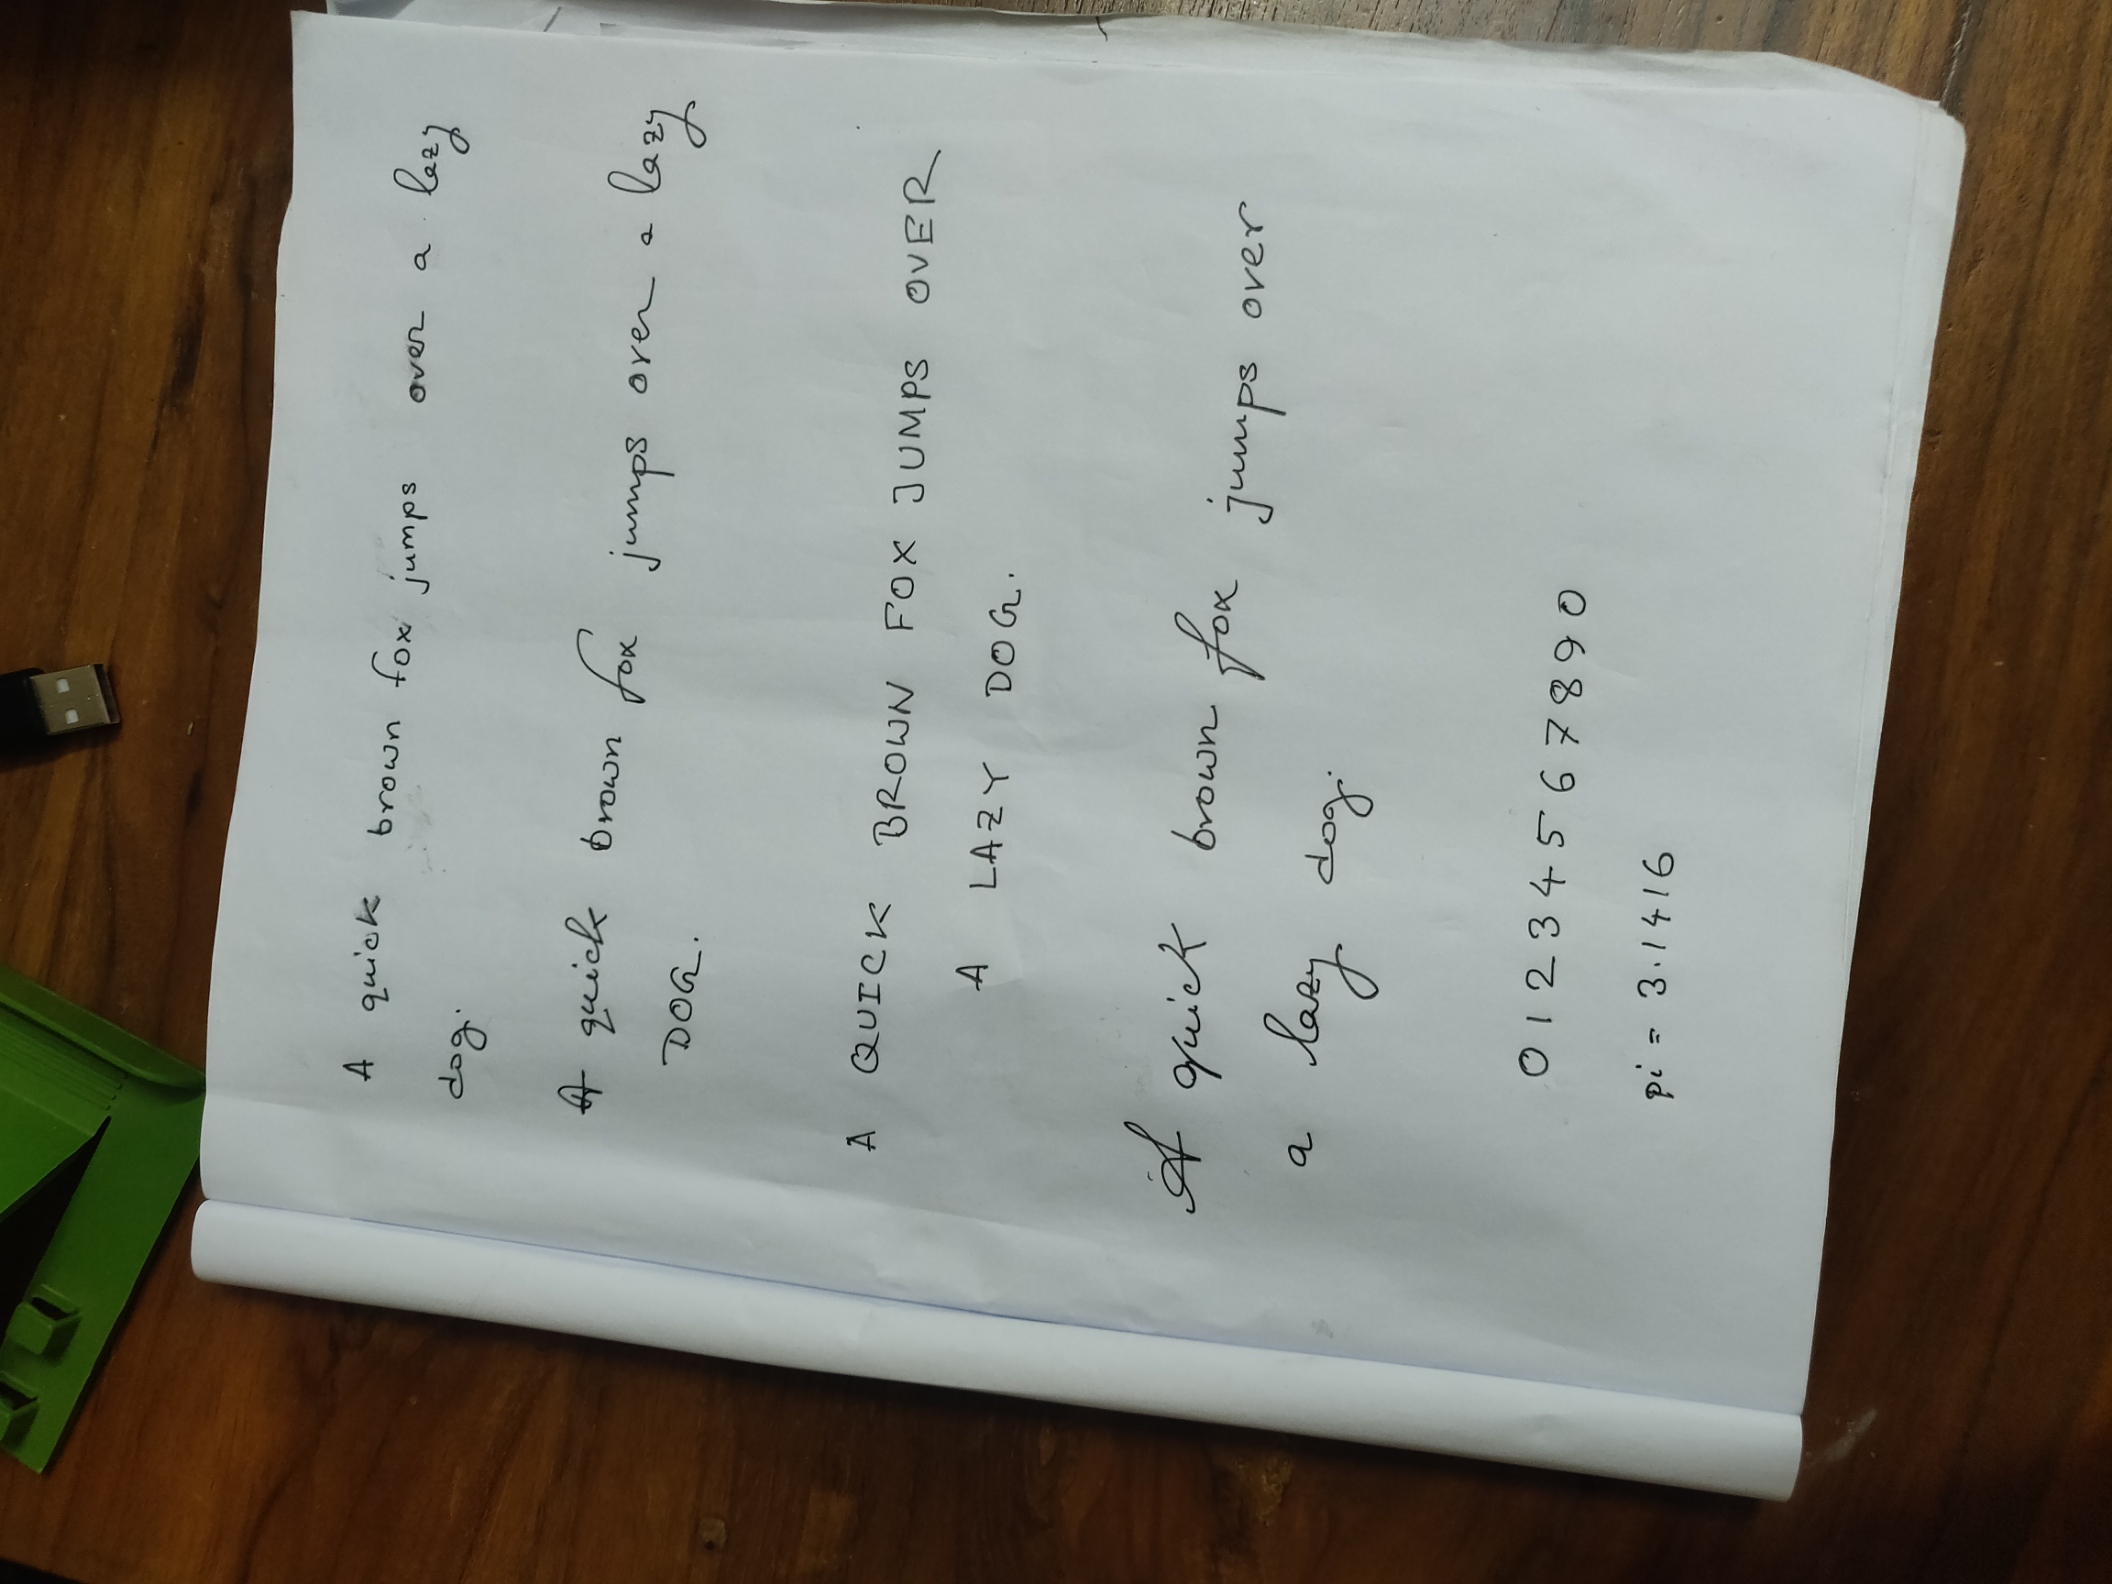 A quick brown fox jumps over a lazy
dog.
A quick brown fox jumps over a lazy
DOG.
A QUICK BROWN FOX JUMPS OVER
A LAZY DOG.
A quick brown fox jumps over
a lazy dog.
0 1 2 3 4 5 6 7 8 9 0
pi = 3.1416